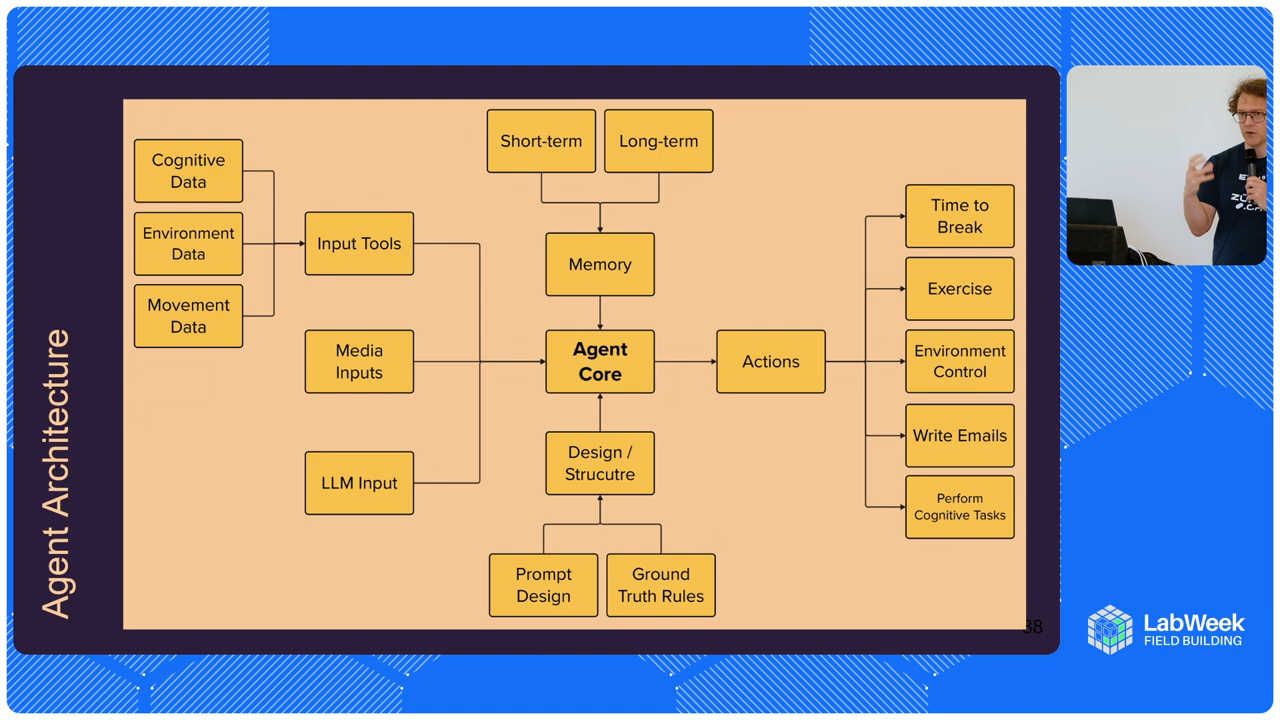 Agent Architecture
Cognitive
Data
Environment
Data
Movement
Data
Input Tools
Media
Inputs
LLM Input
Short-term
Long-term
Memory
Agent
Core
Design /
Strucutre
Prompt
Design
Ground
Truth Rules
Actions
Time to
Break
Exercise
Environment
Control
Write Emails
Perform
Cognitive Tasks
38
LabWeek
FIELD BUILDING